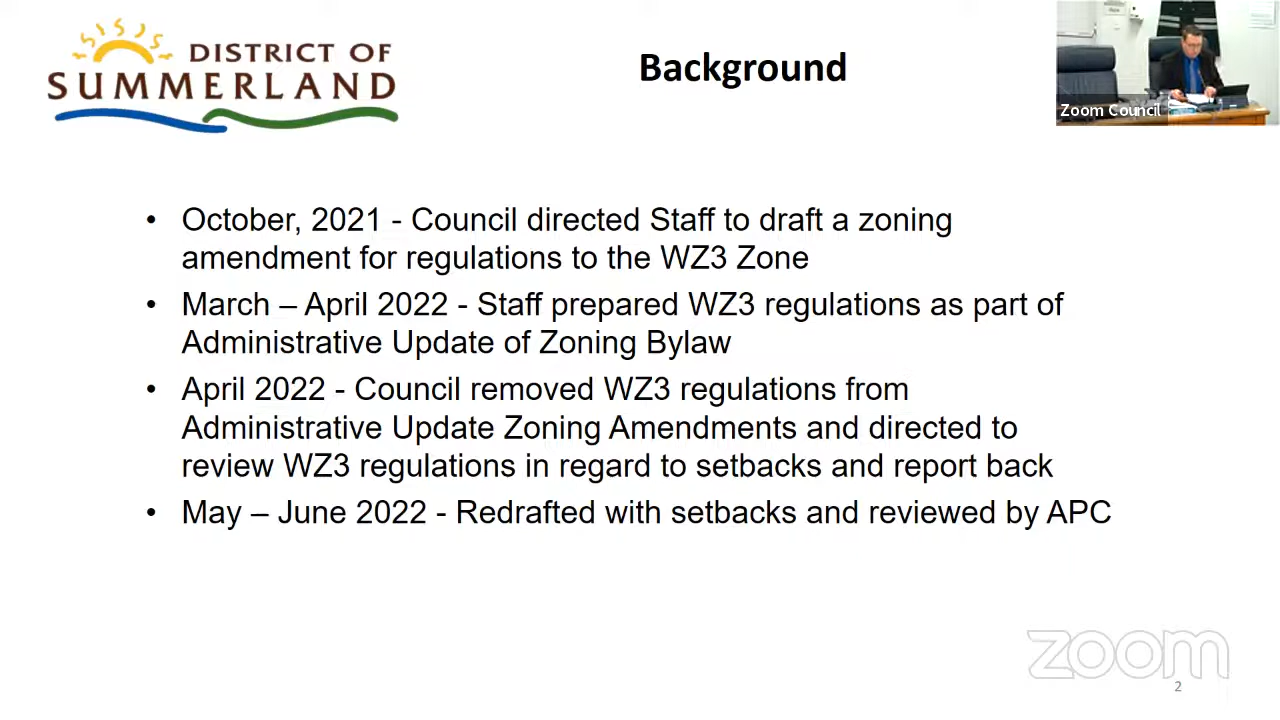 DISTRICT OF
SUMMERLAND
Background
Zoom Council
• October, 2021 - Council directed Staff to draft a zoning
amendment for regulations to the WZ3 Zone
• March – April 2022 - Staff prepared WZ3 regulations as part of
Administrative Update of Zoning Bylaw
• April 2022 - Council removed WZ3 regulations from
Administrative Update Zoning Amendments and directed to
review WZ3 regulations in regard to setbacks and report back
• May – June 2022 - Redrafted with setbacks and reviewed by APC
zoom
2